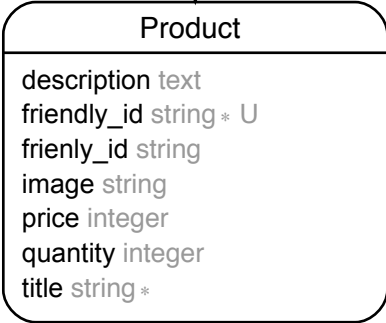 Product
description text
friendly_id string * U
frienly_id string
image string
price integer
quantity integer
title string *